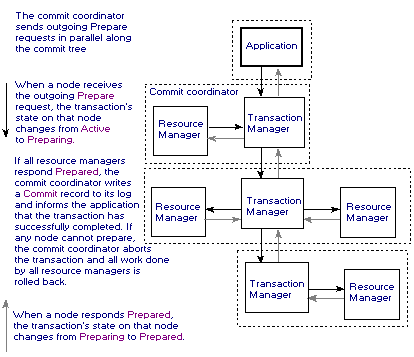 The commit coordinator
sends outgoing Prepare
requests in parallel along
the commit tree
When a node receives
the outgoing Prepare
request, the transaction's
state on that node
changes from Active
to Preparing.
If all resource managers
respond Prepared, the
commit coordinator writes
a Commit record to its log
and informs the application
that the transaction has
successfully completed. If
any node cannot prepare,
the commit coordinator aborts
the transaction and all work done
by all resource managers is
rolled back.
When a node responds Prepared,
the transaction's state on that node
changes from Preparing to Prepared.
Application
Commit coordinator
Resource
Manager
Transaction
Manager
Resource
Manager
Transaction
Manager
Resource
Manager
Transaction
Manager
Resource
Manager